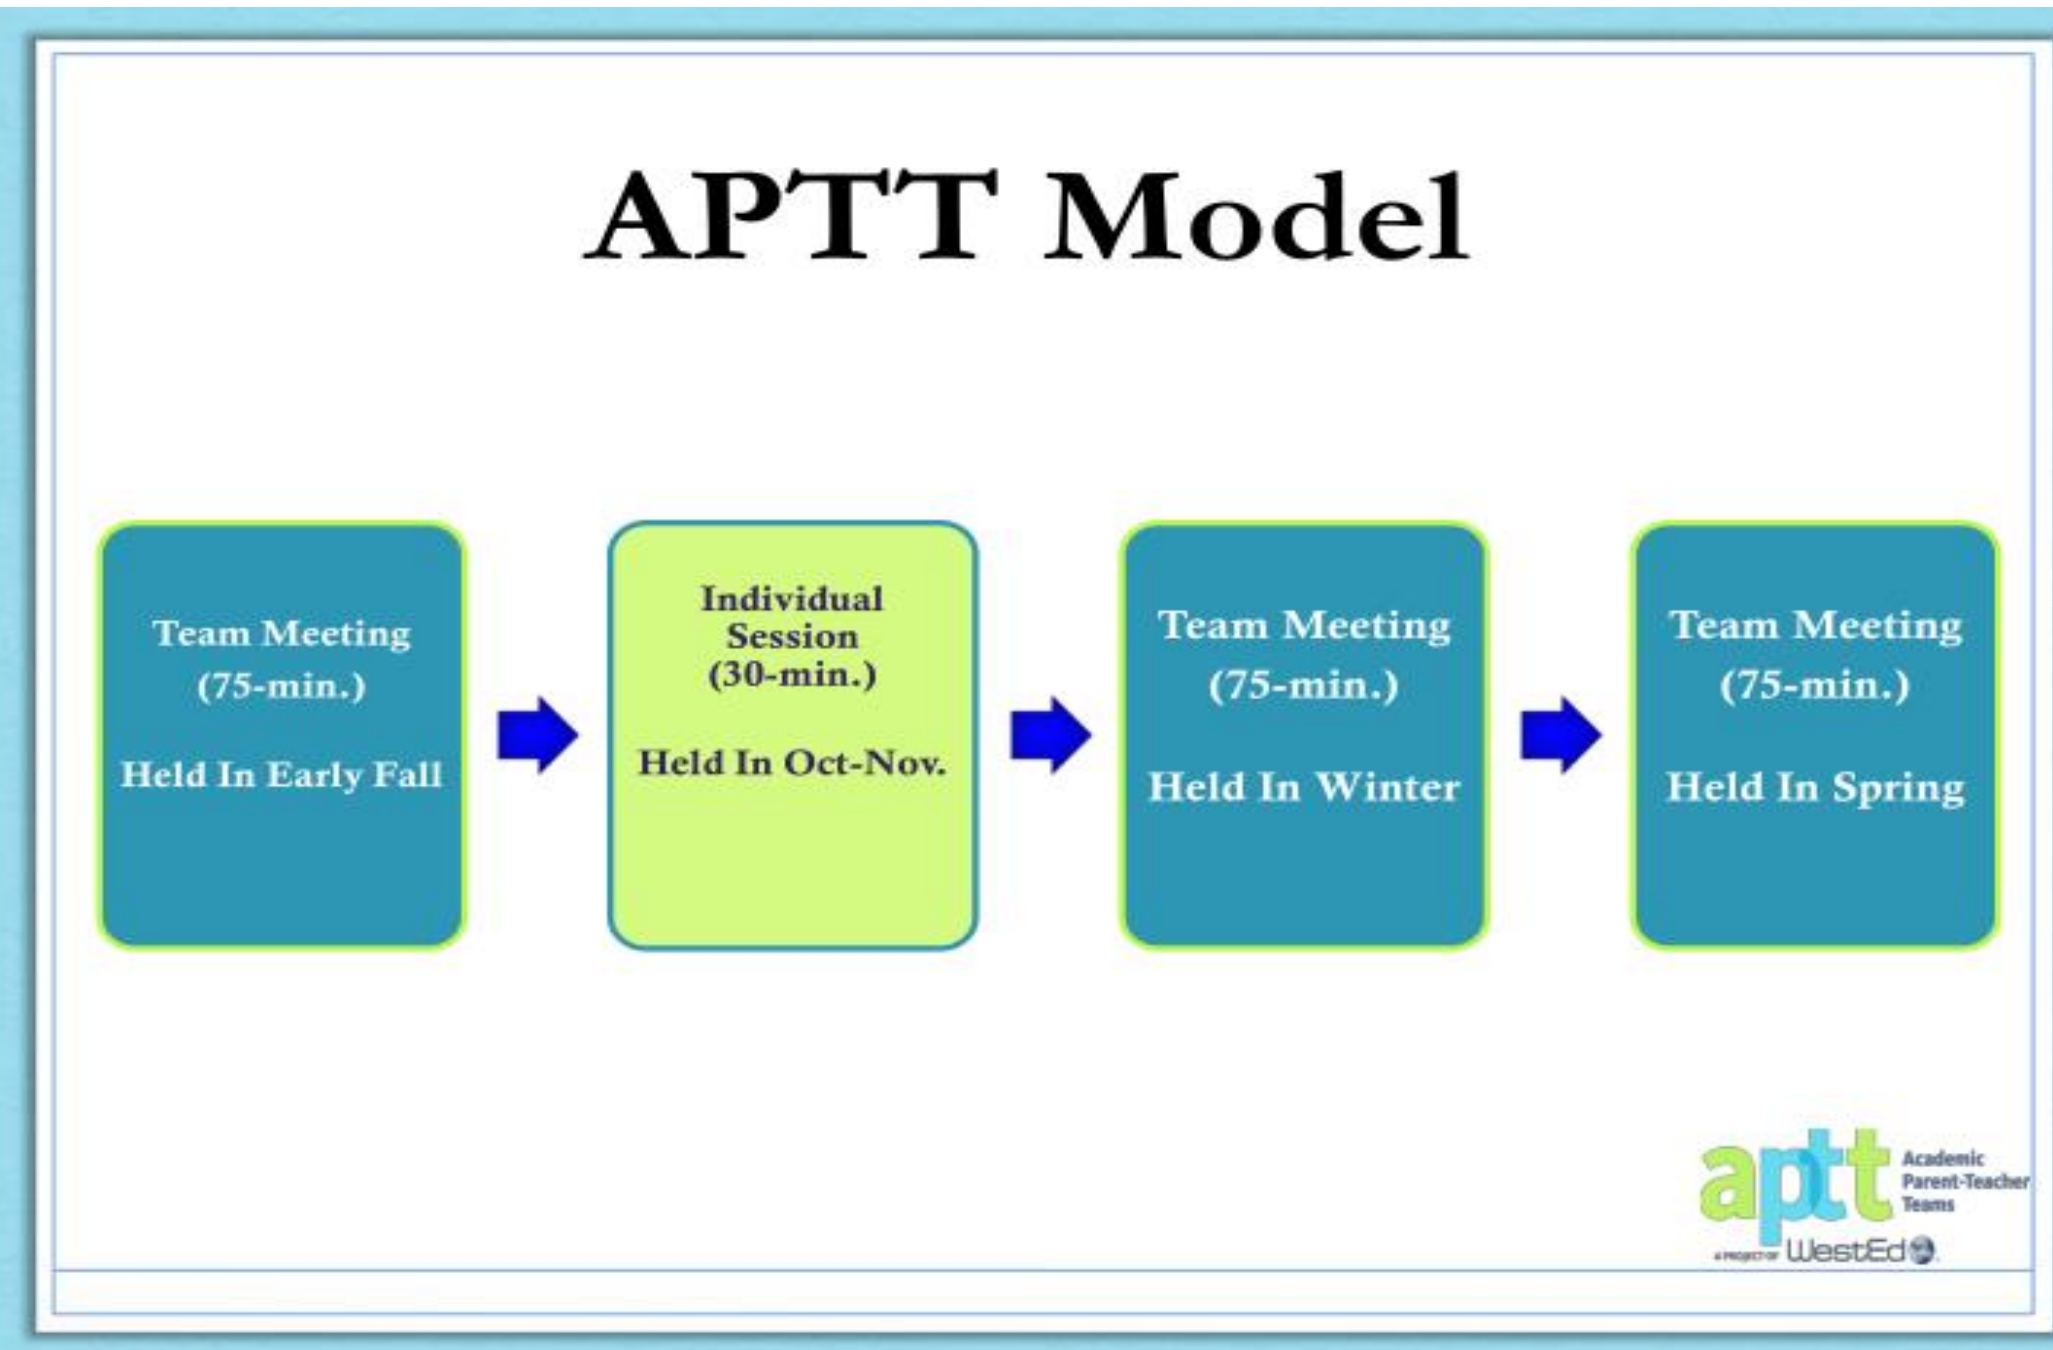 APTT Model
Team Meeting
(75-min.)
Held In Early Fall
Individual
Session
(30-min.)
Held In Oct-Nov.
Team Meeting
(75-min.)
Held In Winter
Team Meeting
(75-min.)
Held In Spring
aptt
Academic
Parent-Teacher
Teams
A PROJECT OF WestEd